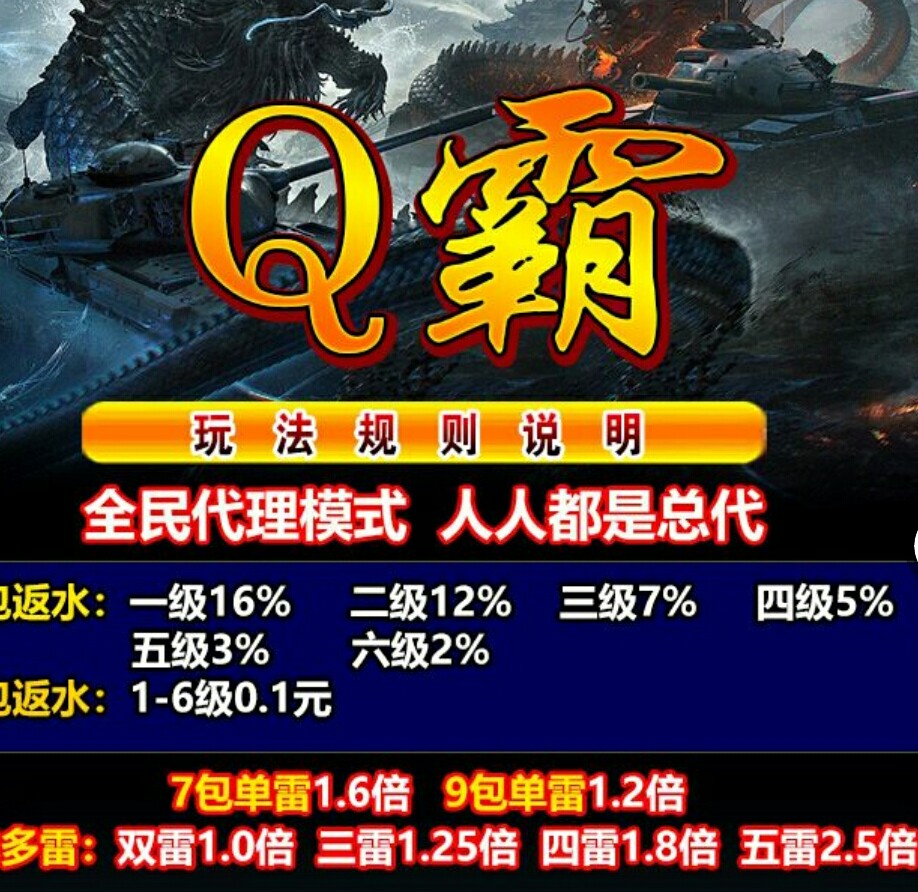 Q霸
玩法规则说明
全民代理模式 人人都是总代
返水：一级16% 二级12% 三级7% 四级5%
五级3% 六级2%
返水：1-6级0.1元
7包单雷1.6倍 9包单雷1.2倍
多雷：双雷1.0倍 三雷1.25倍 四雷1.8倍 五雷2.5倍